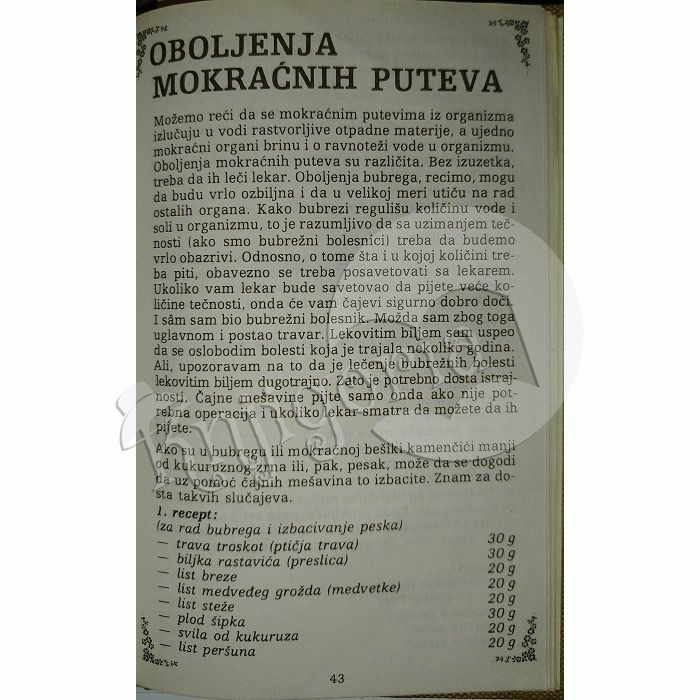 OBOLJENJA
MOKRAĆNIH PUTEVA
Možemo reći da se mokraćnim putevima iz organizma
izlučuju u vodi rastvorljive otpadne materije, a ujedno
mokraćni organi brinu i o ravnoteži vode u organizmu.
Oboljenja mokraćnih puteva su različita. Bez izuzetka,
treba da ih leči lekar. Oboljenja bubrega, recimo, mogu
da budu vrlo ozbiljna i da u velikoj meri utiču na rad
ostalih organa. Kako bubrezi regulišu količinu vode i
soli u organizmu, to je razumljivo da sa uzimanjem teč-
nosti (ako smo bubrežni bolesnici) treba da budemo
vrlo obazrivi. Odnosno, o tome šta i u kojoj količini tre-
ba piti, obavezno se treba posavetovati sa lekarem.
Ukoliko vam lekar bude savetovao da pijete veće ko-
ličine tečnosti, onda će vam čajevi sigurno dobro doći.
I sâm sam bio bubrežni bolesnik. Možda sam zbog toga
uglavnom i postao travar. Lekovitim biljem sam uspeo
da se oslobodim bolesti koja je trajala nekoliko godina.
Ali, upozoravam na to da je lečenje bubrežnih bolesti
lekovitim biljem dugotrajno. Zato je potrebno dosta istraj-
nosti. Čajne mešavine pijte samo onda ako nije pot-
rebna operacija i ukoliko lekar smatra da možete da ih
pijete.
Ako su u bubregu ili mokraćnoj bešiki kamenčići manji
od kukuruznog zrna ili, pak, pesak, može da se dogodi
da uz pomoć čajnih mešavina to izbacite. Znam za do-
sta takvih slučajeva.
1. recept:
(za rad bubrega i izbacivanje peska)
— trava troskot (ptičja trava) 30 g
— biljka rastavića (preslica) 30 g
— list breze 20 g
— list medveđeg grožda (medvetke) 20 g
— list steže 20 g
— plod šipka 30 g
— svila od kukuruza 20 g
— list peršuna 20 g
43